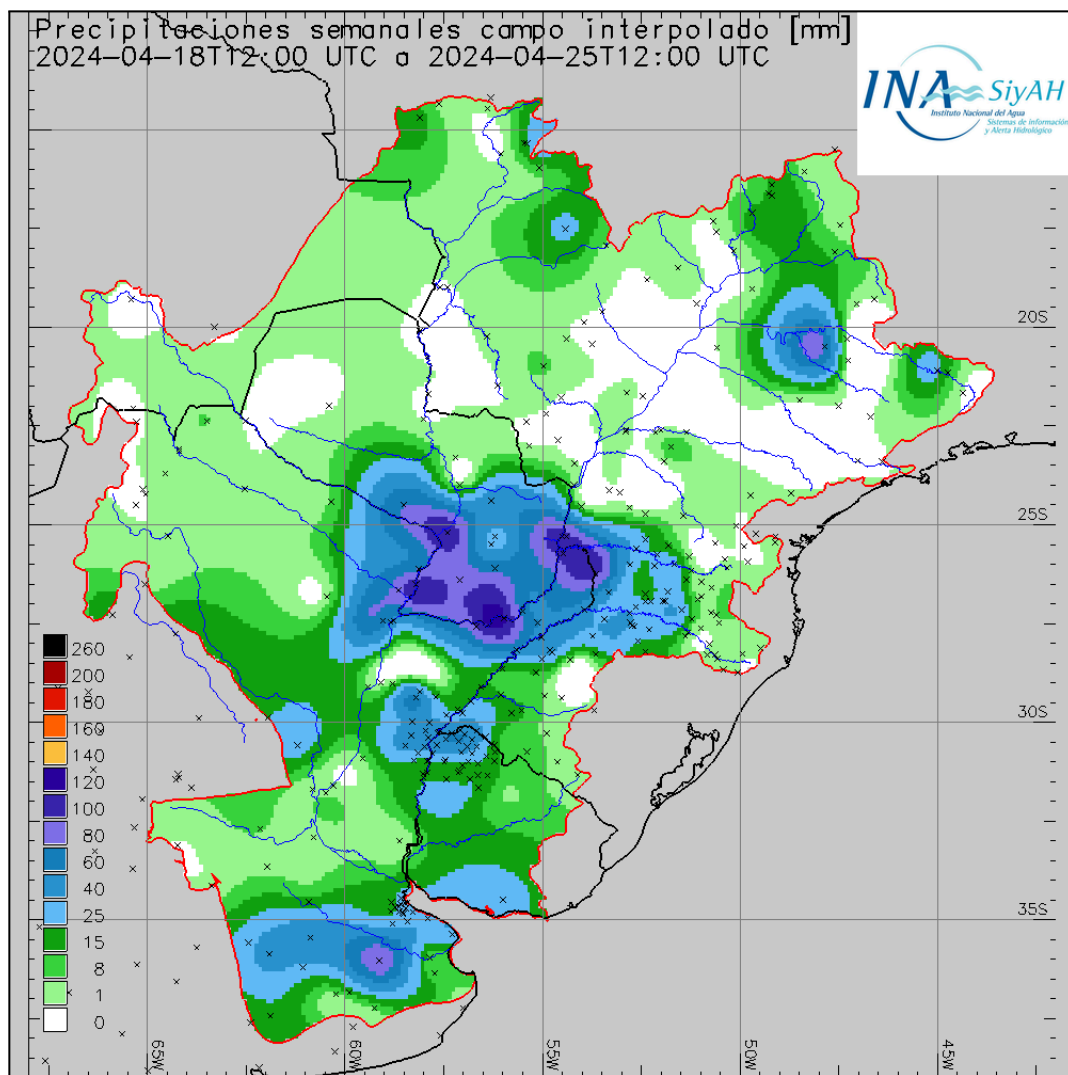 Precipitaciones semanales campo interpolado [mm]
2024-04-18T12:00 UTC a 2024-04-25T12:00 UTC
INA SiyAH
Instituto Nacional del Agua
Sistemas de información
y Alerta Hidrológico
20S
25S
30S
35S
260
200
180
160
140
120
100
80
60
40
25
15
8
1
0
65W
60W
55W
50W
45W